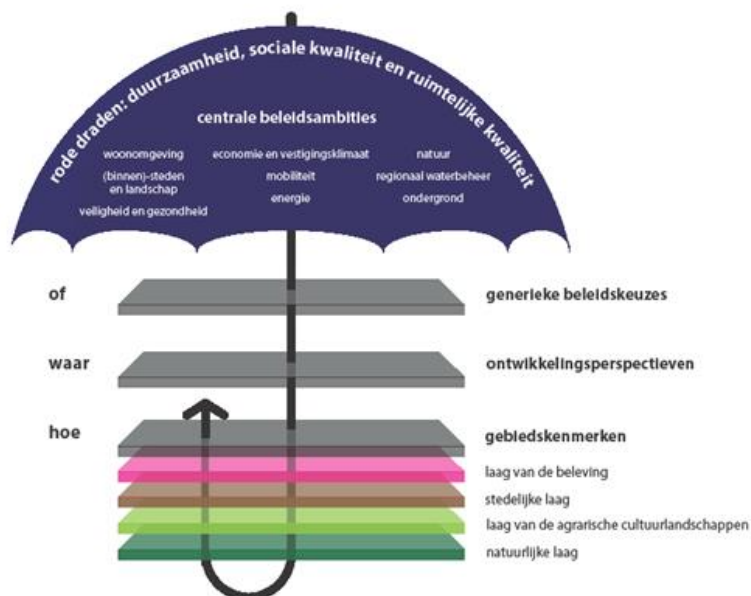 rode draden: duurzaamheid, sociale kwaliteit en ruimtelijke kwaliteit
centrale beleidsambities
woonomgeving
(binnen)-steden
en landschap
veiligheid en gezondheid
economie en vestigingsklimaat
mobiliteit
energie
natuur
regionaal waterbeheer
ondergrond
of
generieke beleidskeuzes
waar
ontwikkelingsperspectieven
hoe
gebiedskenmerken
laag van de beleving
stedelijke laag
laag van de agrarische cultuurlandschappen
natuurlijke laag